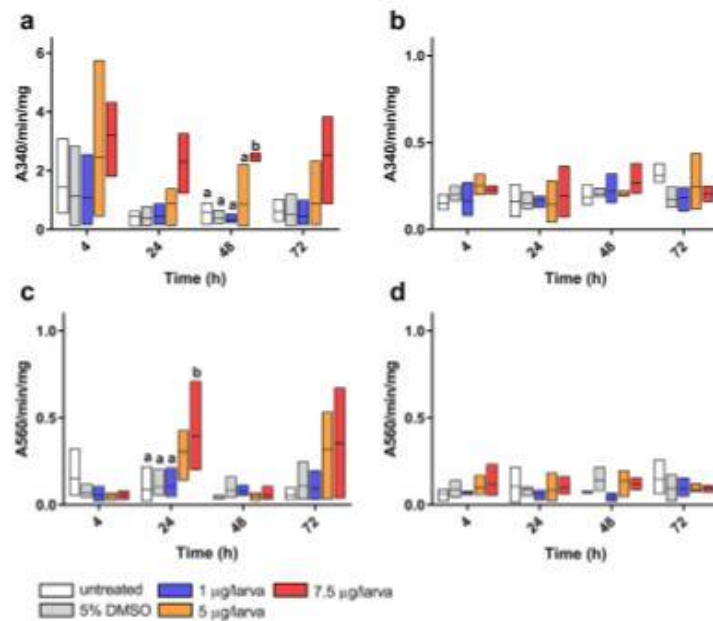 a
b
A340/min/mg
6
4
2
0
a
a
a
a
b
4
24
48
72
Time (h)
A340/min/mg
1.0
0.5
0.0
4
24
48
72
Time (h)
c
d
A560/min/mg
1.0
0.5
0.0
a a a
b
4
24
48
72
Time (h)
A560/min/mg
1.0
0.5
0.0
4
24
48
72
Time (h)
untreated
1 µg/larva
7.5 µg/larva
5% DMSO
5 µg/larva